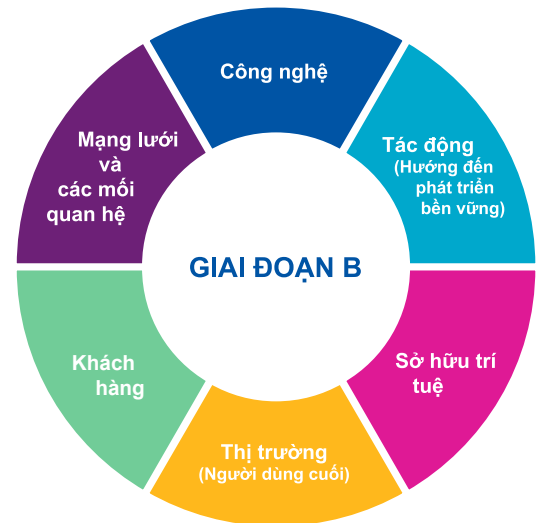 Công nghệ
Tác động
(Hướng đến
phát triển
bền vững)
Sở hữu trí
tuệ
Thị trường
(Người dùng cuối)
Khách
hàng
Mạng lưới
và
các mối
quan hệ
GIAI ĐOẠN B